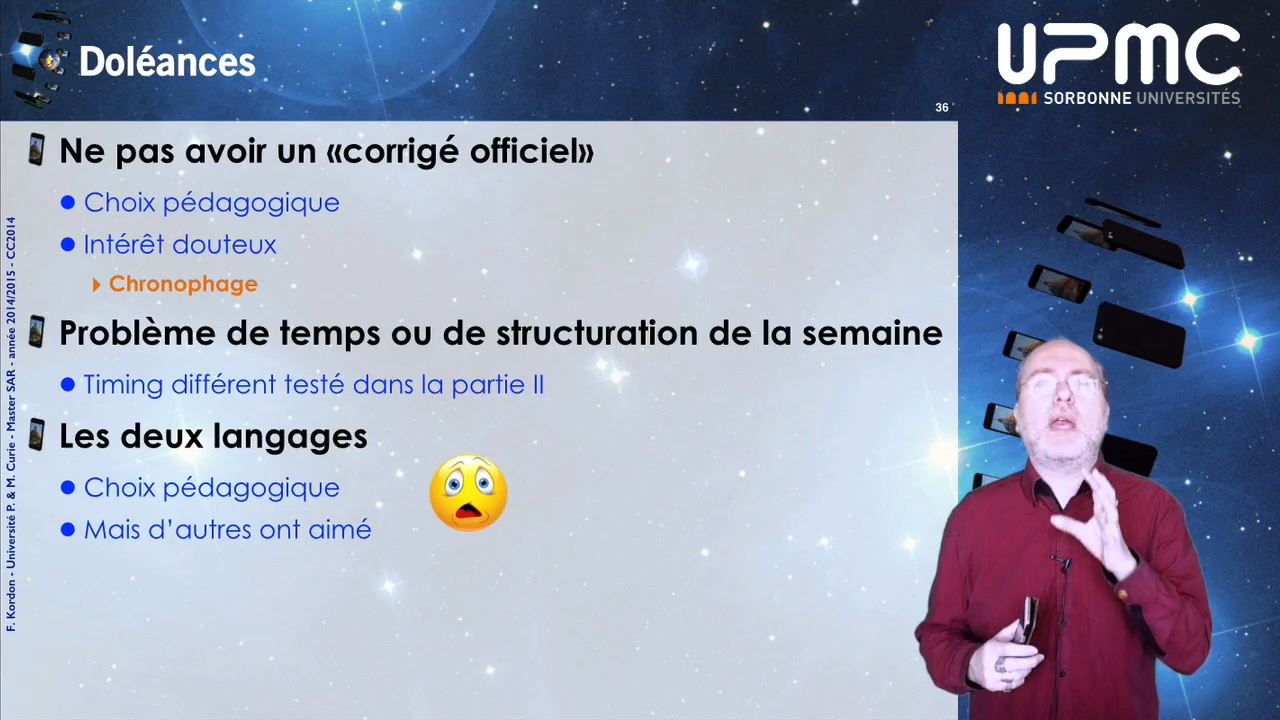 Doléances
UPMC
SORBONNE UNIVERSITÉS
36
Ne pas avoir un «corrigé officiel»
Choix pédagogique
Intérêt douteux
Chronophage
Problème de temps ou de structuration de la semaine
Timing différent testé dans la partie II
Les deux langages
Choix pédagogique
Mais d’autres ont aimé
F. Kordon - Université P. & M. Curie - Master SAR - année 2014/2015 - CC2014